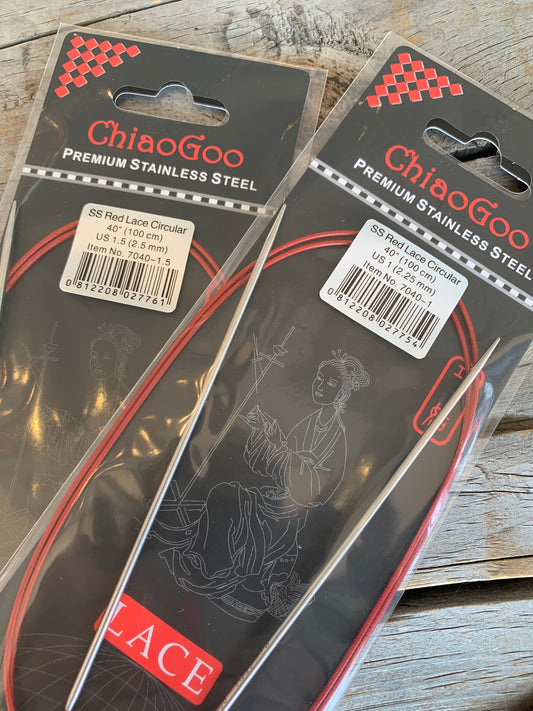 ChiaoGoo
PREMIUM STAINLESS STEEL
SS Red Lace Circular
40" (100 cm)
US 1.5 (2.5 mm)
Item No. 7040-1.5
0 812208 027761
ChiaoGoo
PREMIUM STAINLESS STEEL
SS Red Lace Circular
40" (100 cm)
US 1 (2.25 mm)
Item No. 7040-1
0 812208 027754
LACE